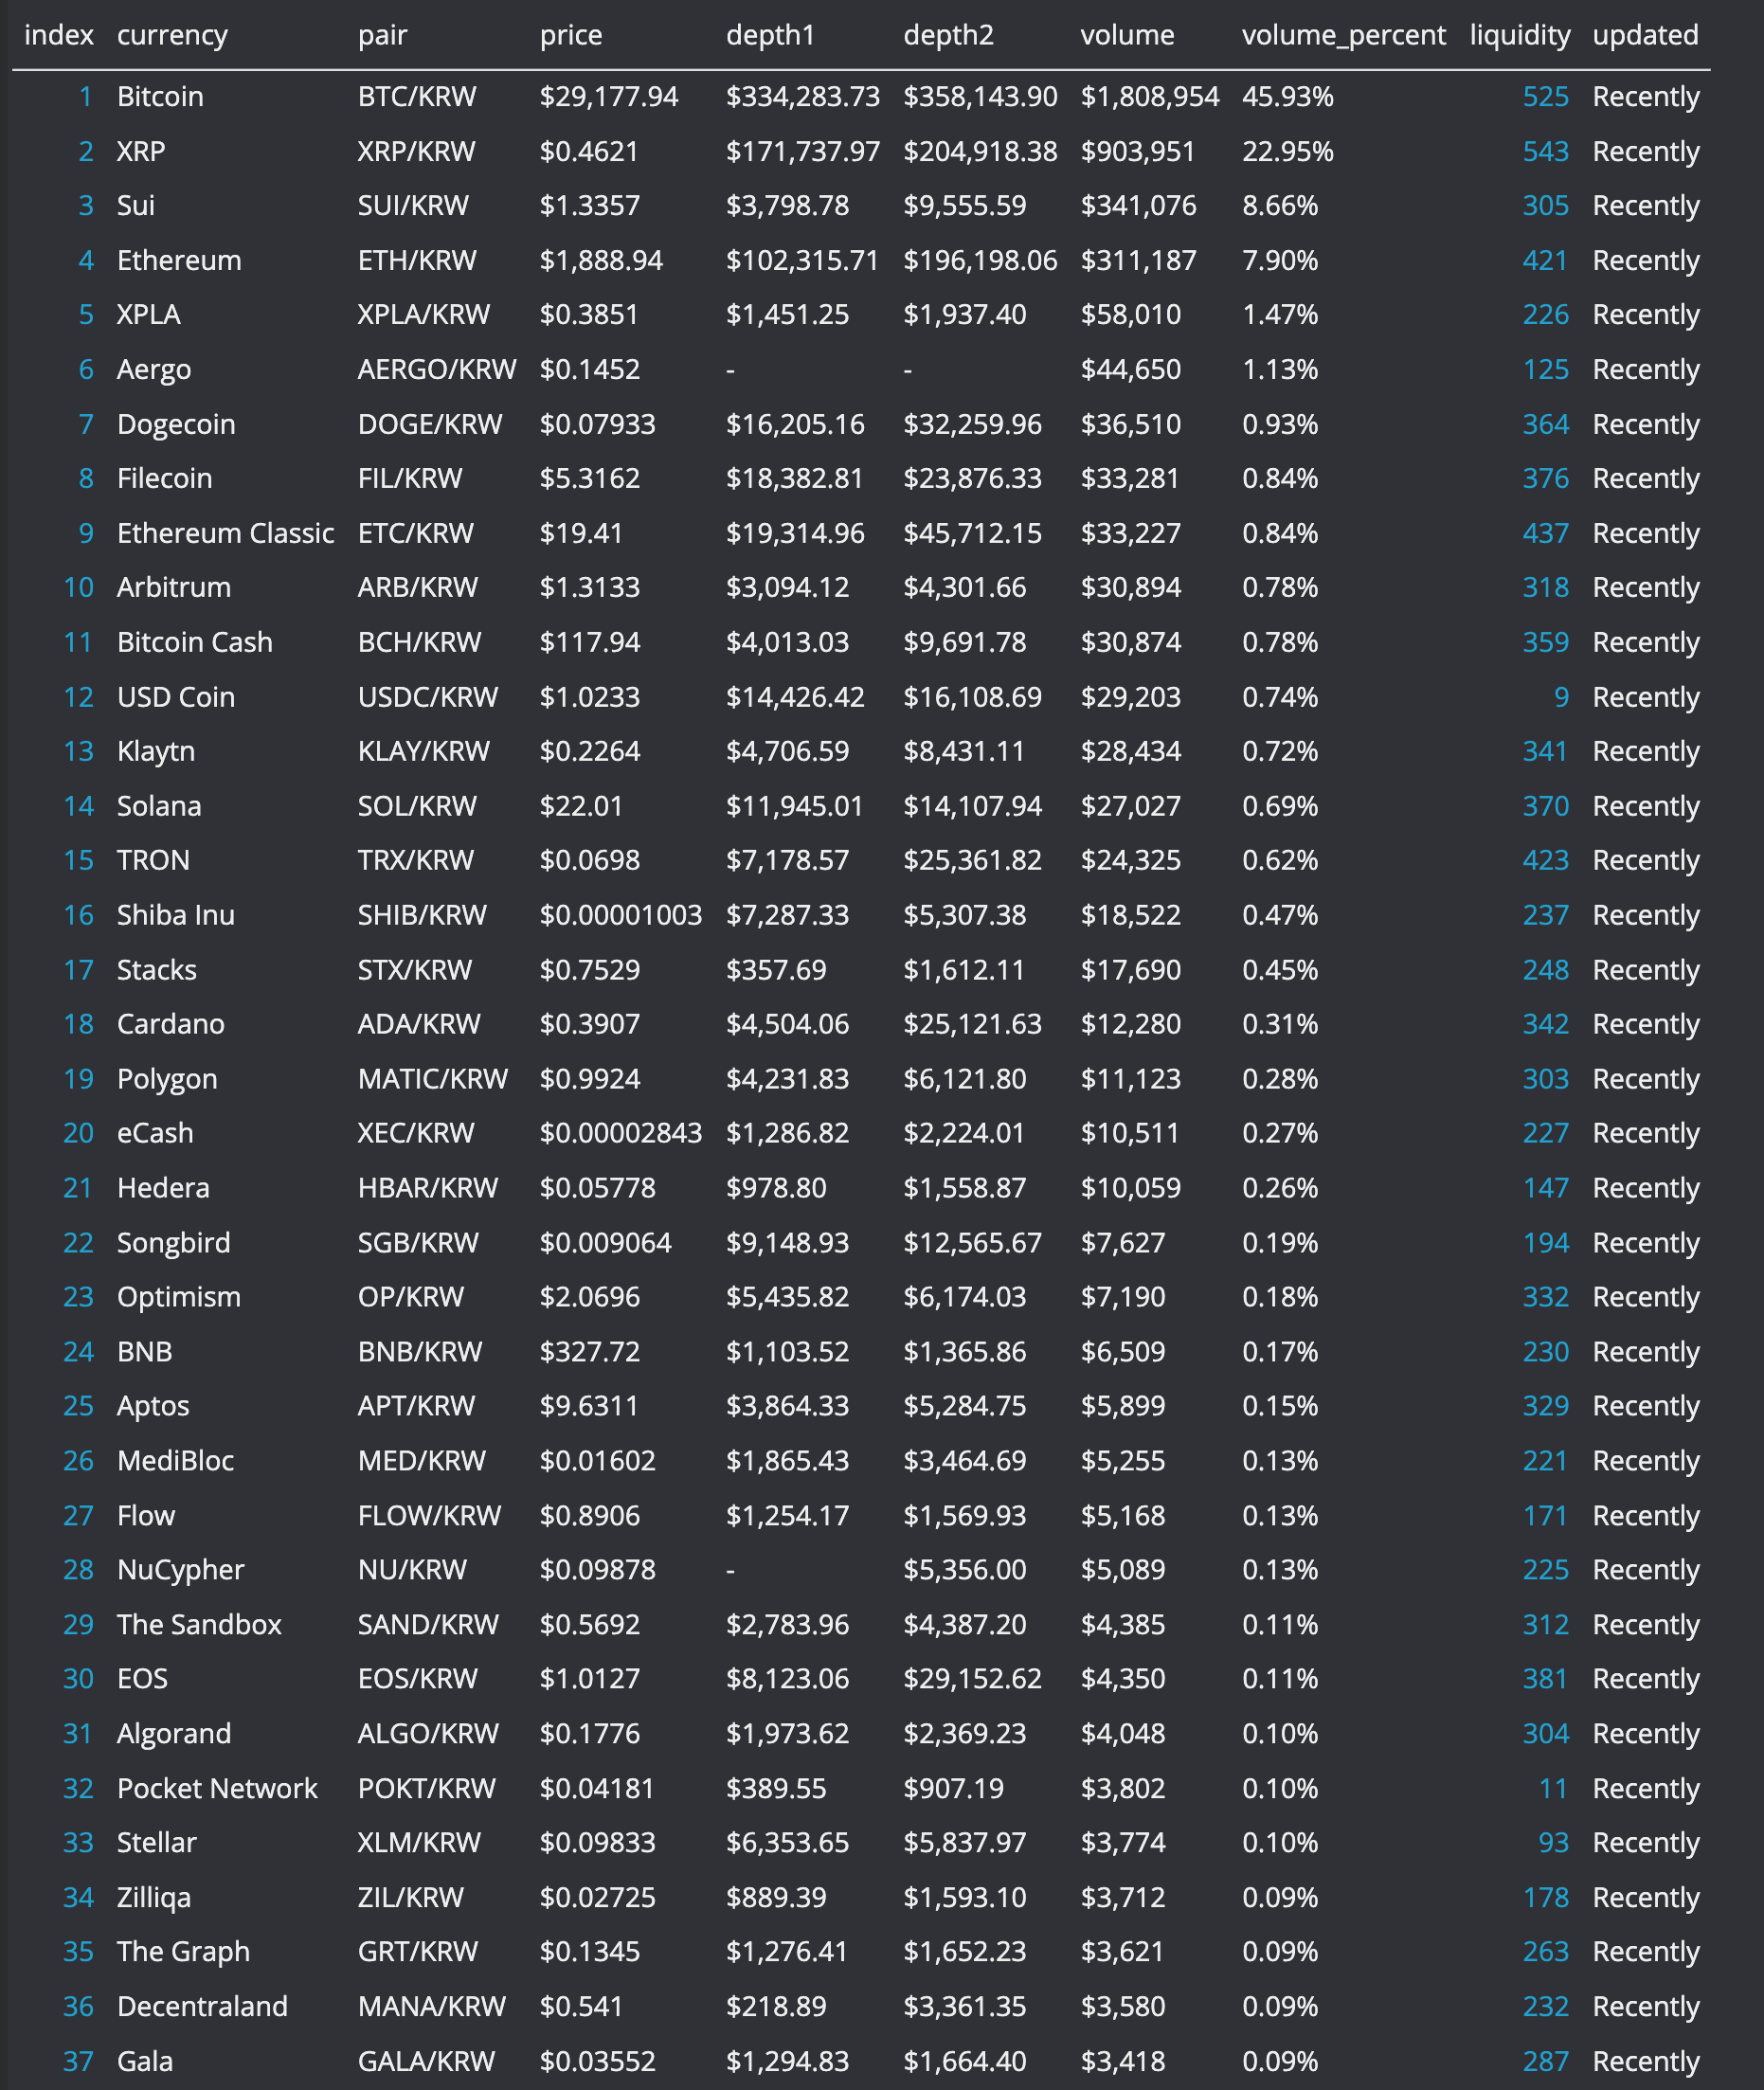 index currency pair price depth1 depth2 volume volume_percent liquidity updated
1 Bitcoin BTC/KRW $29,177.94 $334,283.73 $358,143.90 $1,808,954 45.93% 525 Recently
2 XRP XRP/KRW $0.4621 $171,737.97 $204,918.38 $903,951 22.95% 543 Recently
3 Sui SUI/KRW $1.3357 $3,798.78 $9,555.59 $341,076 8.66% 305 Recently
4 Ethereum ETH/KRW $1,888.94 $102,315.71 $196,198.06 $311,187 7.90% 421 Recently
5 XPLA XPLA/KRW $0.3851 $1,451.25 $1,937.40 $58,010 1.47% 226 Recently
6 Aergo AERGO/KRW $0.1452 - - $44,650 1.13% 125 Recently
7 Dogecoin DOGE/KRW $0.07933 $16,205.16 $32,259.96 $36,510 0.93% 364 Recently
8 Filecoin FIL/KRW $5.3162 $18,382.81 $23,876.33 $33,281 0.84% 376 Recently
9 Ethereum Classic ETC/KRW $19.41 $19,314.96 $45,712.15 $33,227 0.84% 437 Recently
10 Arbitrum ARB/KRW $1.3133 $3,094.12 $4,301.66 $30,894 0.78% 318 Recently
11 Bitcoin Cash BCH/KRW $117.94 $4,013.03 $9,691.78 $30,874 0.78% 359 Recently
12 USD Coin USDC/KRW $1.0233 $14,426.42 $16,108.69 $29,203 0.74% 9 Recently
13 Klaytn KLAY/KRW $0.2264 $4,706.59 $8,431.11 $28,434 0.72% 341 Recently
14 Solana SOL/KRW $22.01 $11,945.01 $14,107.94 $27,027 0.69% 370 Recently
15 TRON TRX/KRW $0.0698 $7,178.57 $25,361.82 $24,325 0.62% 423 Recently
16 Shiba Inu SHIB/KRW $0.00001003 $7,287.33 $5,307.38 $18,522 0.47% 237 Recently
17 Stacks STX/KRW $0.7529 $357.69 $1,612.11 $17,690 0.45% 248 Recently
18 Cardano ADA/KRW $0.3907 $4,504.06 $25,121.63 $12,280 0.31% 342 Recently
19 Polygon MATIC/KRW $0.9924 $4,231.83 $6,121.80 $11,123 0.28% 303 Recently
20 eCash XEC/KRW $0.00002843 $1,286.82 $2,224.01 $10,511 0.27% 227 Recently
21 Hedera HBAR/KRW $0.05778 $978.80 $1,558.87 $10,059 0.26% 147 Recently
22 Songbird SGB/KRW $0.009064 $9,148.93 $12,565.67 $7,627 0.19% 194 Recently
23 Optimism OP/KRW $2.0696 $5,435.82 $6,174.03 $7,190 0.18% 332 Recently
24 BNB BNB/KRW $327.72 $1,103.52 $1,365.86 $6,509 0.17% 230 Recently
25 Aptos APT/KRW $9.6311 $3,864.33 $5,284.75 $5,899 0.15% 329 Recently
26 MediBloc MED/KRW $0.01602 $1,865.43 $3,464.69 $5,255 0.13% 221 Recently
27 Flow FLOW/KRW $0.8906 $1,254.17 $1,569.93 $5,168 0.13% 171 Recently
28 NuCypher NU/KRW $0.09878 - $5,356.00 $5,089 0.13% 225 Recently
29 The Sandbox SAND/KRW $0.5692 $2,783.96 $4,387.20 $4,385 0.11% 312 Recently
30 EOS EOS/KRW $1.0127 $8,123.06 $29,152.62 $4,350 0.11% 381 Recently
31 Algorand ALGO/KRW $0.1776 $1,973.62 $2,369.23 $4,048 0.10% 304 Recently
32 Pocket Network POKT/KRW $0.04181 $389.55 $907.19 $3,802 0.10% 11 Recently
33 Stellar XLM/KRW $0.09833 $6,353.65 $5,837.97 $3,774 0.10% 93 Recently
34 Zilliqa ZIL/KRW $0.02725 $889.39 $1,593.10 $3,712 0.09% 178 Recently
35 The Graph GRT/KRW $0.1345 $1,276.41 $1,652.23 $3,621 0.09% 263 Recently
36 Decentraland MANA/KRW $0.541 $218.89 $3,361.35 $3,580 0.09% 232 Recently
37 Gala GALA/KRW $0.03552 $1,294.83 $1,664.40 $3,418 0.09% 287 Recently